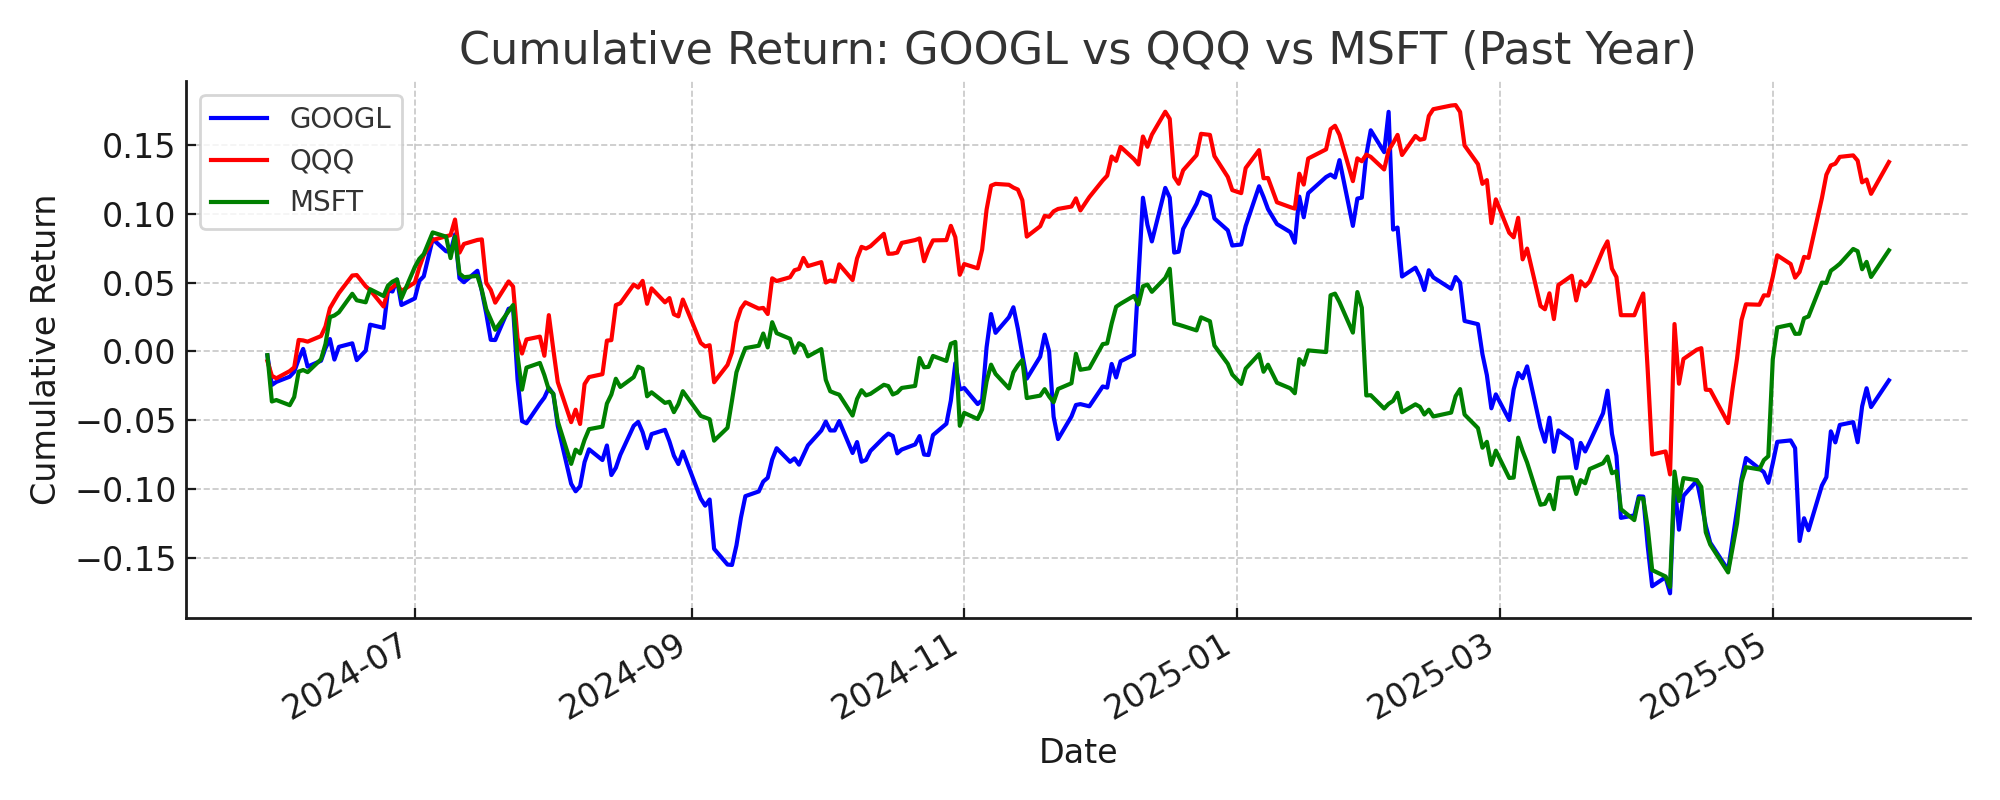 Cumulative Return: GOOGL vs QQQ vs MSFT (Past Year)
GOOGL
QQQ
MSFT
Cumulative Return
0.15
0.10
0.05
0.00
−0.05
−0.10
−0.15
2024-07
2024-09
2024-11
2025-01
2025-03
2025-05
Date